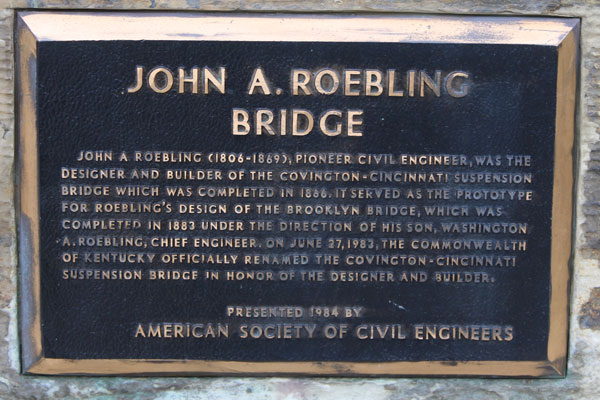 JOHN A. ROEBLING
BRIDGE
JOHN A ROEBLING (1806-1869), PIONEER CIVIL ENGINEER, WAS THE
DESIGNER AND BUILDER OF THE COVINGTON-CINCINNATI SUSPENSION
BRIDGE WHICH WAS COMPLETED IN 1866. IT SERVED AS THE PROTOTYPE
FOR ROEBLING'S DESIGN OF THE BROOKLYN BRIDGE, WHICH WAS
COMPLETED IN 1883 UNDER THE DIRECTION OF HIS SON, WASHINGTON
A. ROEBLING, CHIEF ENGINEER. ON JUNE 27, 1983, THE COMMONWEALTH
OF KENTUCKY OFFICIALLY RENAMED THE COVINGTON-CINCINNATI
SUSPENSION BRIDGE IN HONOR OF THE DESIGNER AND BUILDER.
PRESENTED 1984 BY
AMERICAN SOCIETY OF CIVIL ENGINEERS